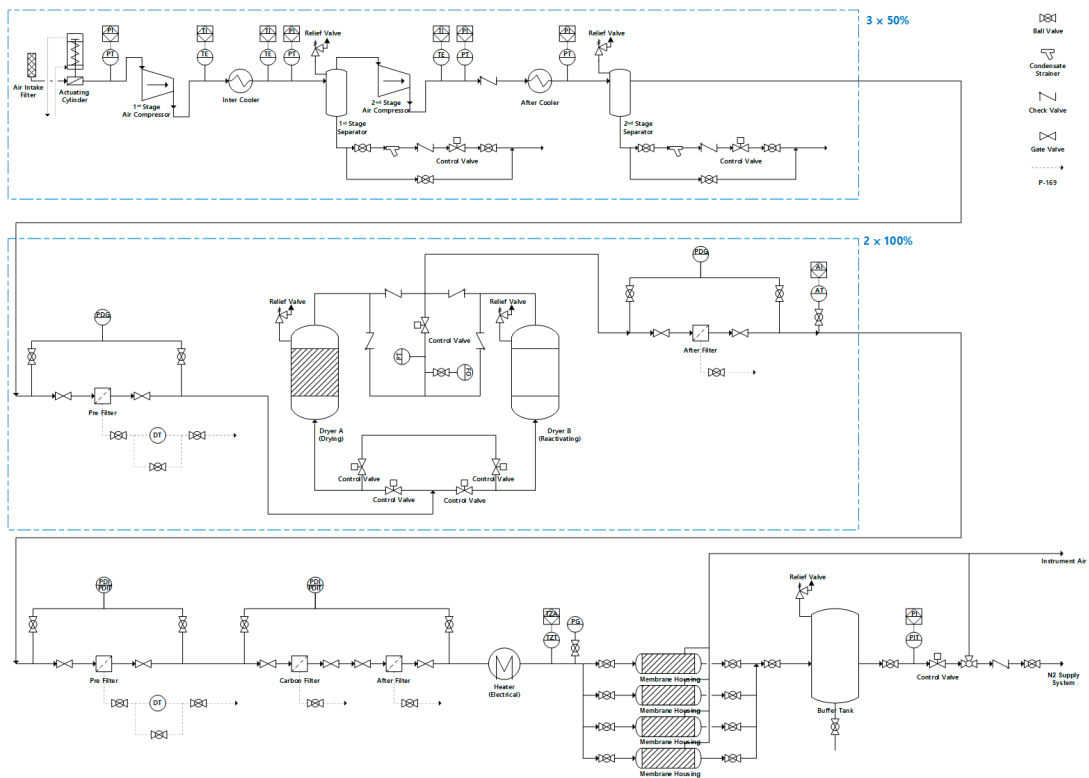 3 x 50%
PI
TI
TI
PI
Relief Valve
TI
PI
PI
Relief Valve
Ball Valve
PT
TE
TE
PT
TE
PT
PT
Condensate
Strainer
Air Intake
Filter
Actuating
Cylinder
1st Stage
Air Compressor
Inter Cooler
2nd Stage
Air Compressor
After Cooler
Check Valve
1st Stage
Separator
2nd Stage
Separator
Control Valve
Control Valve
Gate Valve
P-169
2 x 100%
PDG
AI
AT
Relief Valve
Relief Valve
PDG
Control Valve
PT
PD
After Filter
Pre Filter
DT
Dryer A
(Drying)
Dryer B
(Reactivating)
Control Valve
Control Valve
Control Valve
Control Valve
Instrument Air
PDI
PDIT
PDI
PDIT
Relief Valve
TZA
TZT
PG
PI
PIT
Pre Filter
Carbon Filter
After Filter
Heater
(Electrical)
Membrane Housing
Membrane Housing
Membrane Housing
Membrane Housing
Control Valve
N2 Supply
System
DT
Buffer Tank